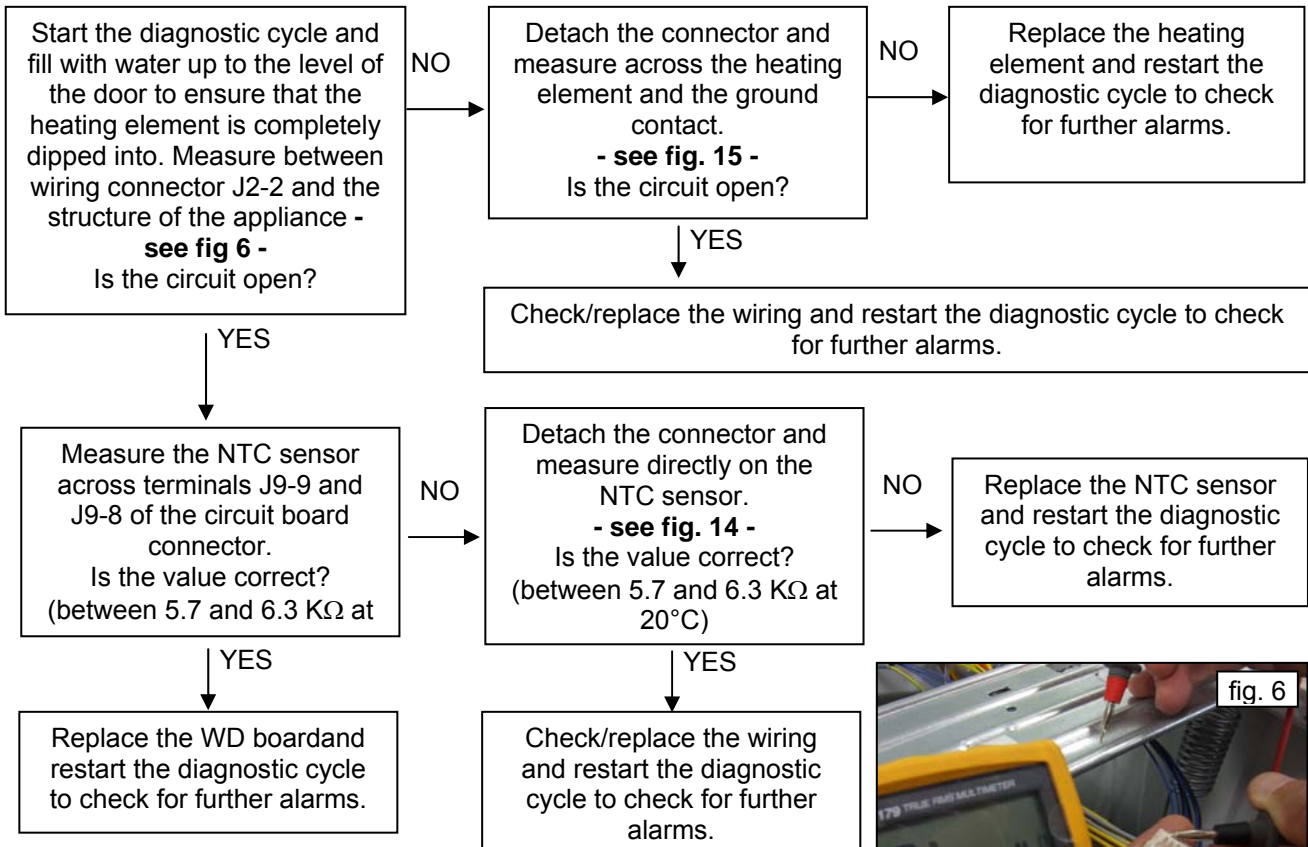 Start the diagnostic cycle and
fill with water up to the level of
the door to ensure that the
heating element is completely
dipped into. Measure between
wiring connector J2-2 and the
structure of the appliance -
see fig 6 -
Is the circuit open?
NO
Detach the connector and
measure across the heating
element and the ground
contact.
- see fig. 15 -
Is the circuit open?
NO
Replace the heating
element and restart the
diagnostic cycle to check
for further alarms.
YES
Check/replace the wiring and restart the diagnostic cycle to check
for further alarms.
YES
Measure the NTC sensor
across terminals J9-9 and
J9-8 of the circuit board
connector.
Is the value correct?
(between 5.7 and 6.3 KΩ at
NO
Detach the connector and
measure directly on the
NTC sensor.
- see fig. 14 -
Is the value correct?
(between 5.7 and 6.3 KΩ at
20°C)
NO
Replace the NTC sensor
and restart the diagnostic
cycle to check for further
alarms.
YES
Replace the WD boardand
restart the diagnostic cycle
to check for further alarms.
YES
Check/replace the wiring
and restart the diagnostic
cycle to check for further
alarms.
fig. 6
179 TRUE RMS MULTIMETER